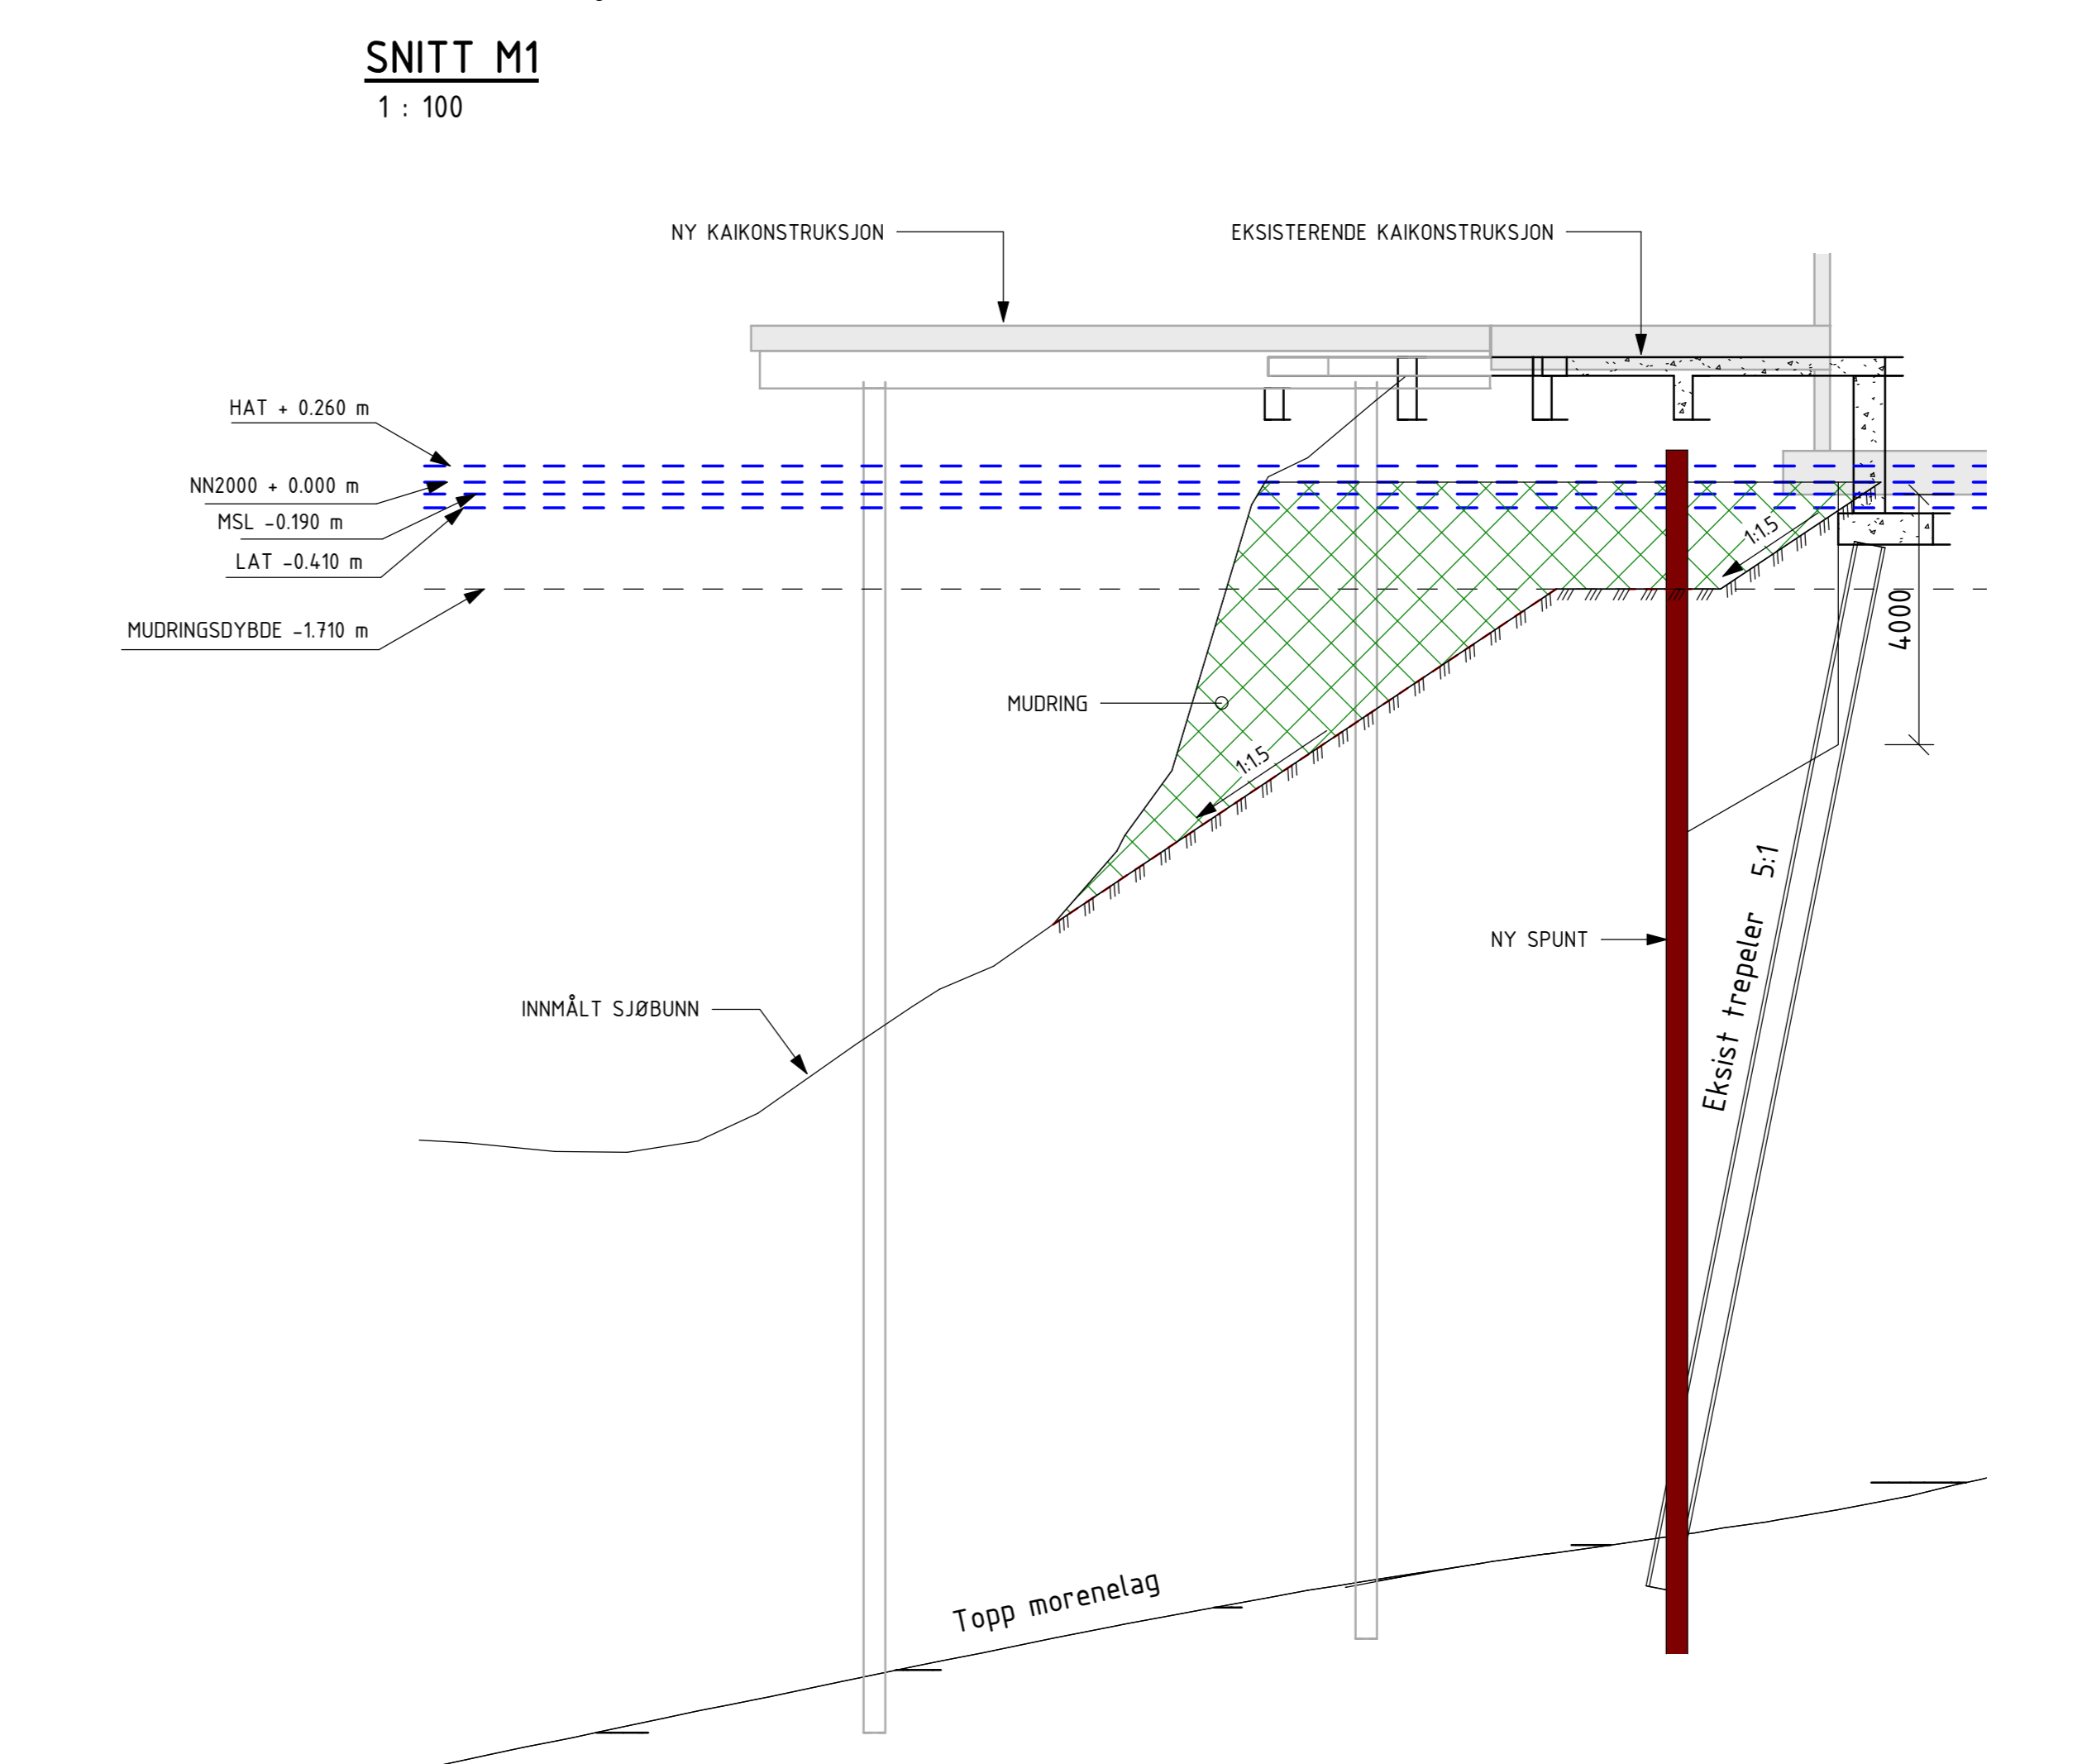 SNITT M1
1 : 100
NY KAIKONSTRUKSJON
EKSISTERENDE KAIKONSTRUKSJON
HAT + 0.260 m
NN2000 + 0.000 m
MSL -0.190 m
LAT -0.410 m
MUDRINGSDYBDE -1.710 m
1:1.5
4000
MUDRING
1:1.5
5:1
NY SPUNT
Eksist trepeler
INNMÅLT SJØBUNN
Topp morenelag